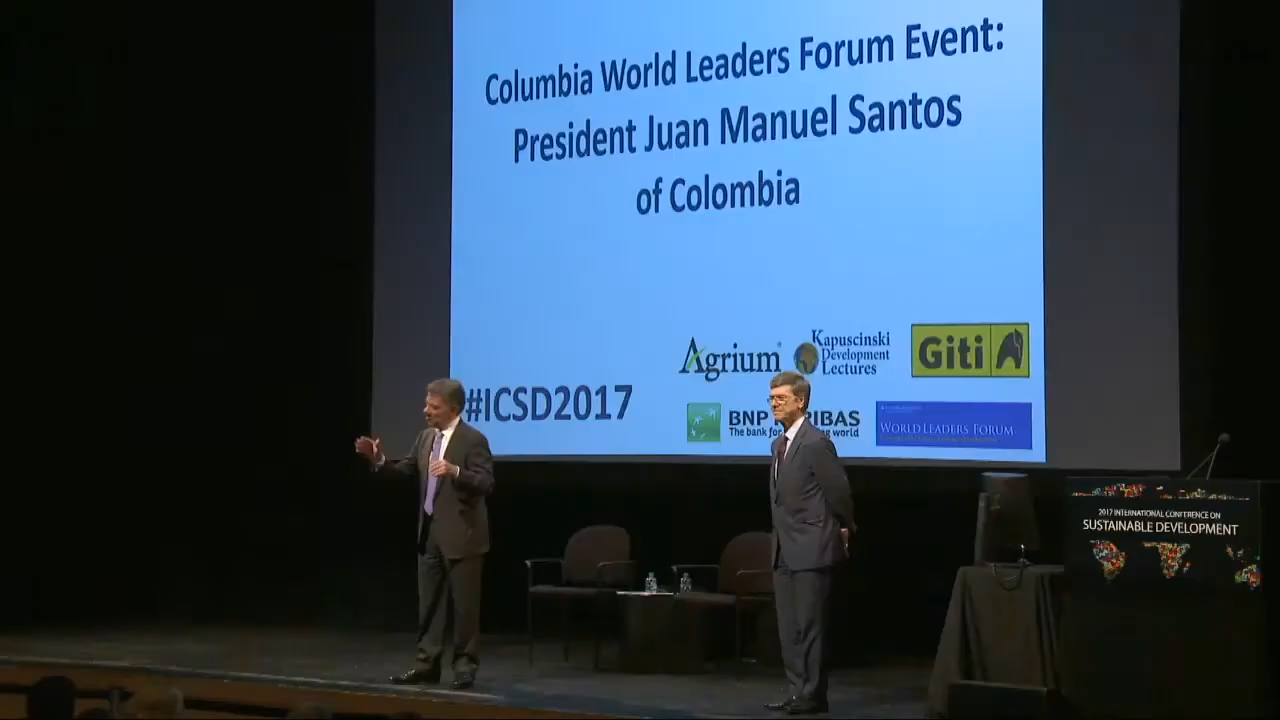 Columbia World Leaders Forum Event:
President Juan Manuel Santos
of Colombia
Agrium
Kapuscinski
Development
Lectures
Giti
#ICSD2017
BNP
The bank for
world
WORLD LEADERS FORUM
2017 INTERNATIONAL CONFERENCE ON
SUSTAINABLE DEVELOPMENT